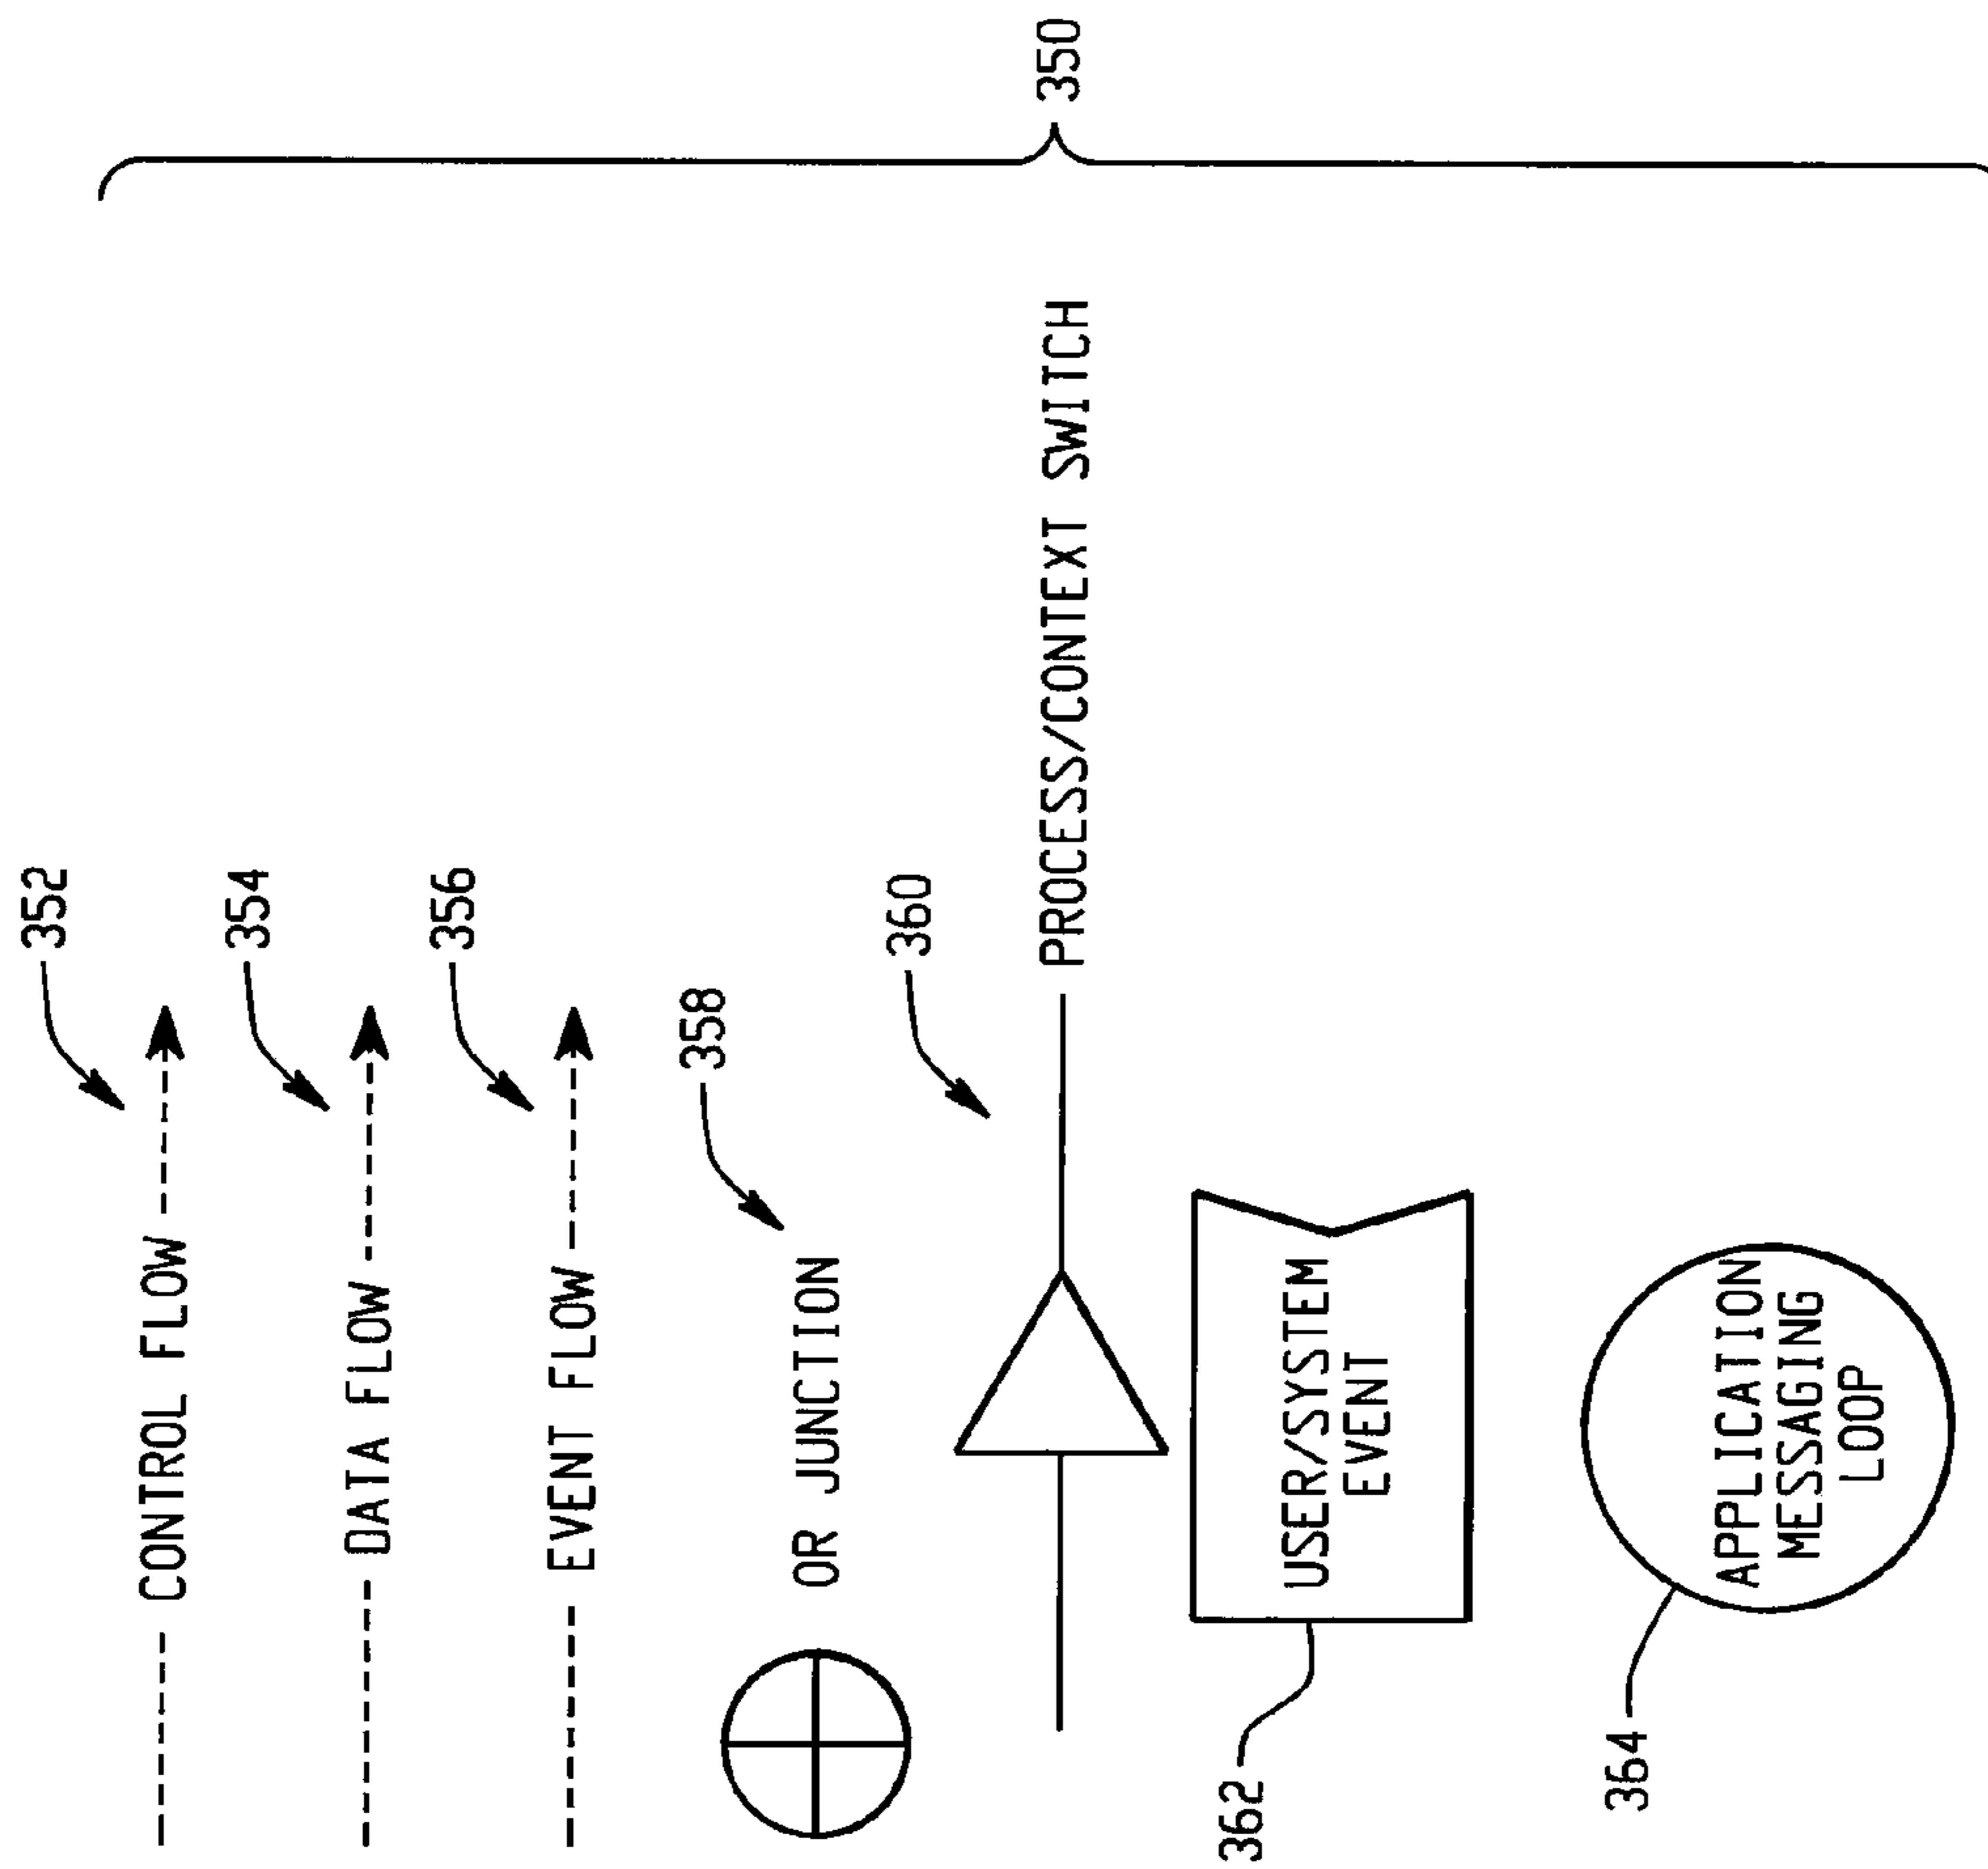 352
CONTROL FLOW
354
DATA FLOW
356
EVENT FLOW
358
OR JUNCTION
360
PROCESS/CONTEXT SWITCH
350
362
USER/SYSTEM
EVENT
364
APPLICATION
MESSAGING
LOOP